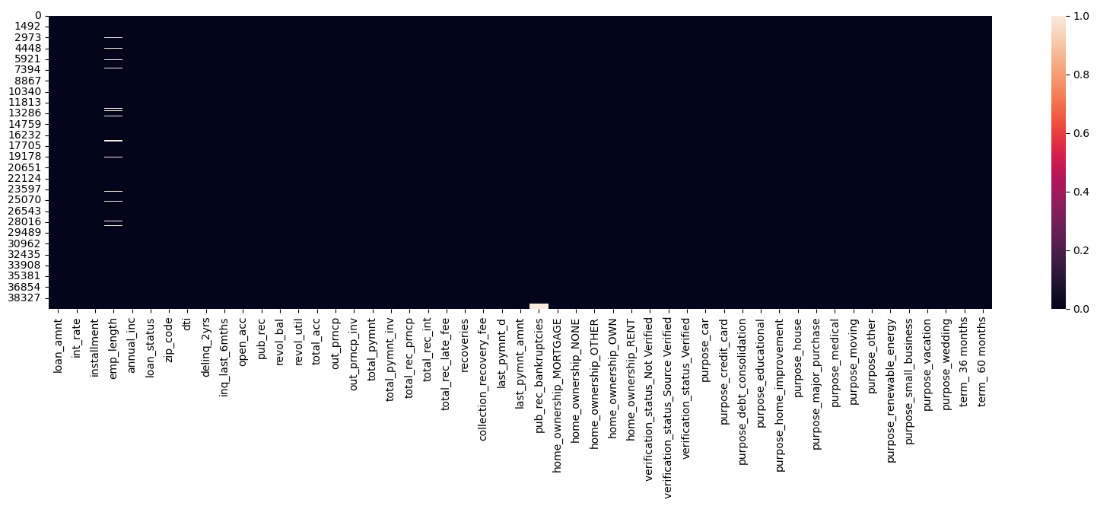 0
1492
2973
4448
5921
7394
8867
10340
11813
13286
14759
16232
17705
19178
20651
22124
23597
25070
26543
28016
29489
30962
32435
33908
35381
36854
38327
loan_amnt
int_rate
installment
emp_length
annual_inc
loan_status
zip_code
dti
delinq_2yrs
inq_last_6mths
open_acc
pub_rec
revol_bal
revol_util
total_acc
out_prncp
out_prncp_inv
total_pymnt
total_pymnt_inv
total_rec_prncp
total_rec_int
total_rec_late_fee
recoveries
collection_recovery_fee
last_pymnt_d
last_pymnt_amnt
pub_rec_bankruptcies
home_ownership_MORTGAGE
home_ownership_NONE
home_ownership_OTHER
home_ownership_OWN
home_ownership_RENT
verification_status_Not Verified
verification_status_Source Verified
verification_status_Verified
purpose_car
purpose_credit_card
purpose_debt_consolidation
purpose_educational
purpose_home_improvement
purpose_house
purpose_major_purchase
purpose_medical
purpose_moving
purpose_other
purpose_renewable_energy
purpose_small_business
purpose_vacation
purpose_wedding
term_ 36 months
term_ 60 months
1.0
0.8
0.6
0.4
0.2
0.0